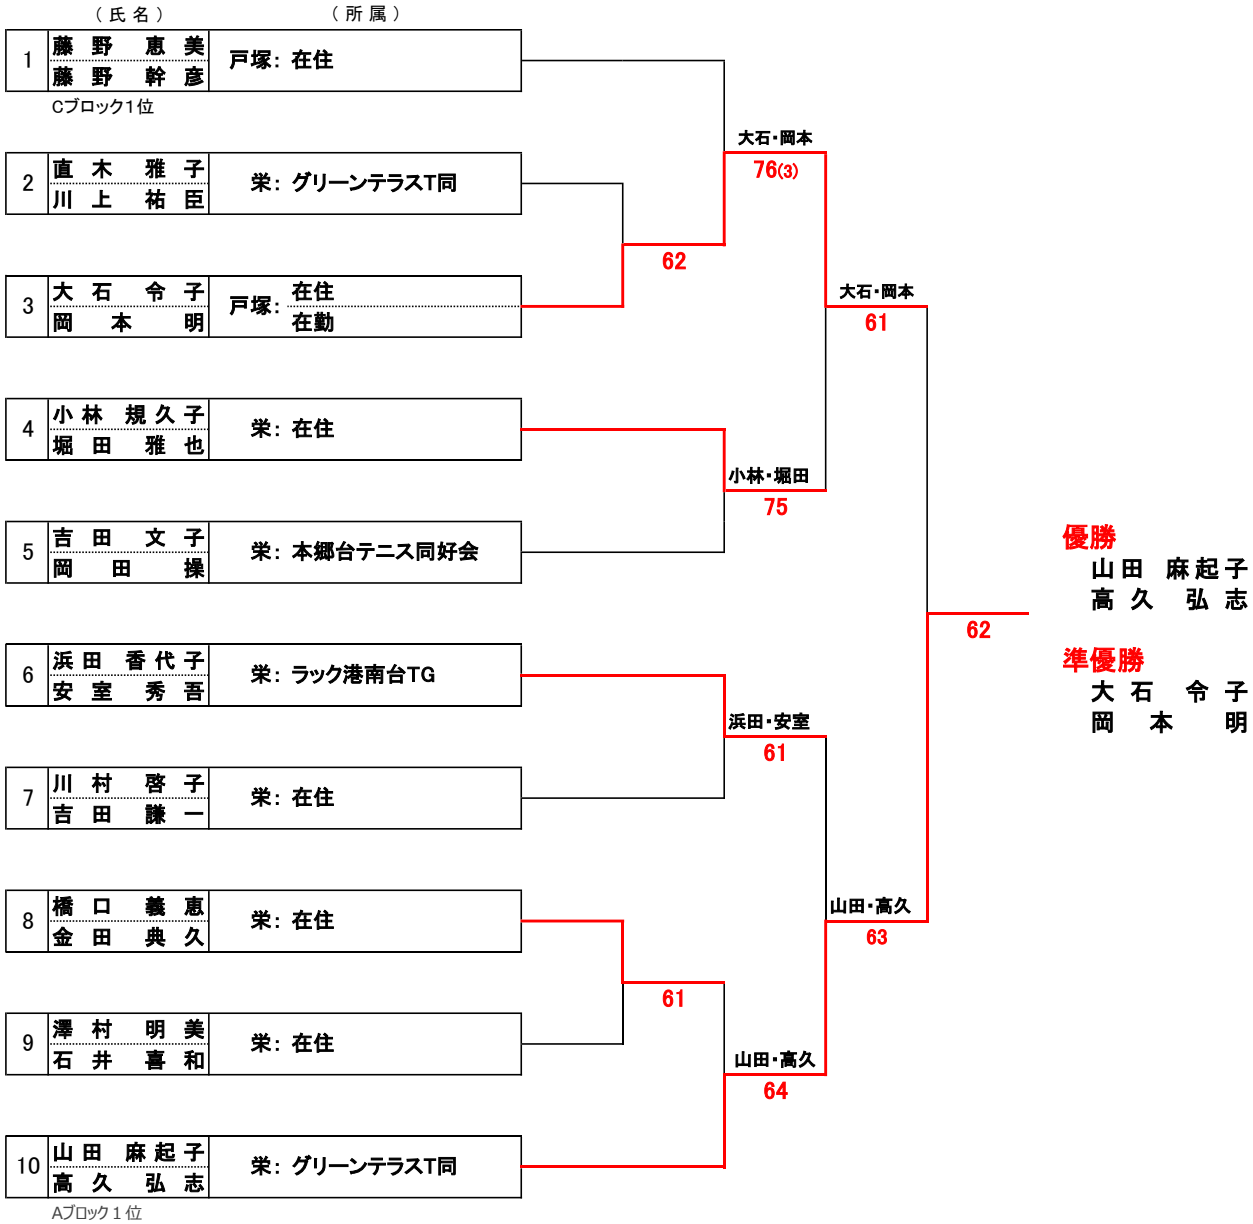 （氏名） （所属）
1 藤野 恵美 戸塚：在住
藤野 幹彦
Cブロック1位
大石・岡本
76(3)
2 直木 雅子 栄：グリーンテラスT同
川上 祐臣
62
3 大石 令子 戸塚：在住
岡本 明 在勤
大石・岡本
61
4 小林 規久子 栄：在住
堀田 雅也
小林・堀田
75
5 吉田 文子 栄：本郷台テニス同好会
岡田 操
優勝
山田 麻起子
高久 弘志
62
準優勝
大石 令子
岡本 明
6 浜田 香代子 栄：ラック港南台TG
安室 秀吾
浜田・安室
61
7 川村 啓子 栄：在住
吉田 謙一
8 橋口 義恵 栄：在住
金田 典久
山田・高久
63
61
9 澤村 明美 栄：在住
石井 喜和
山田・高久
64
10 山田 麻起子 栄：グリーンテラスT同
高久 弘志
Aブロック1位